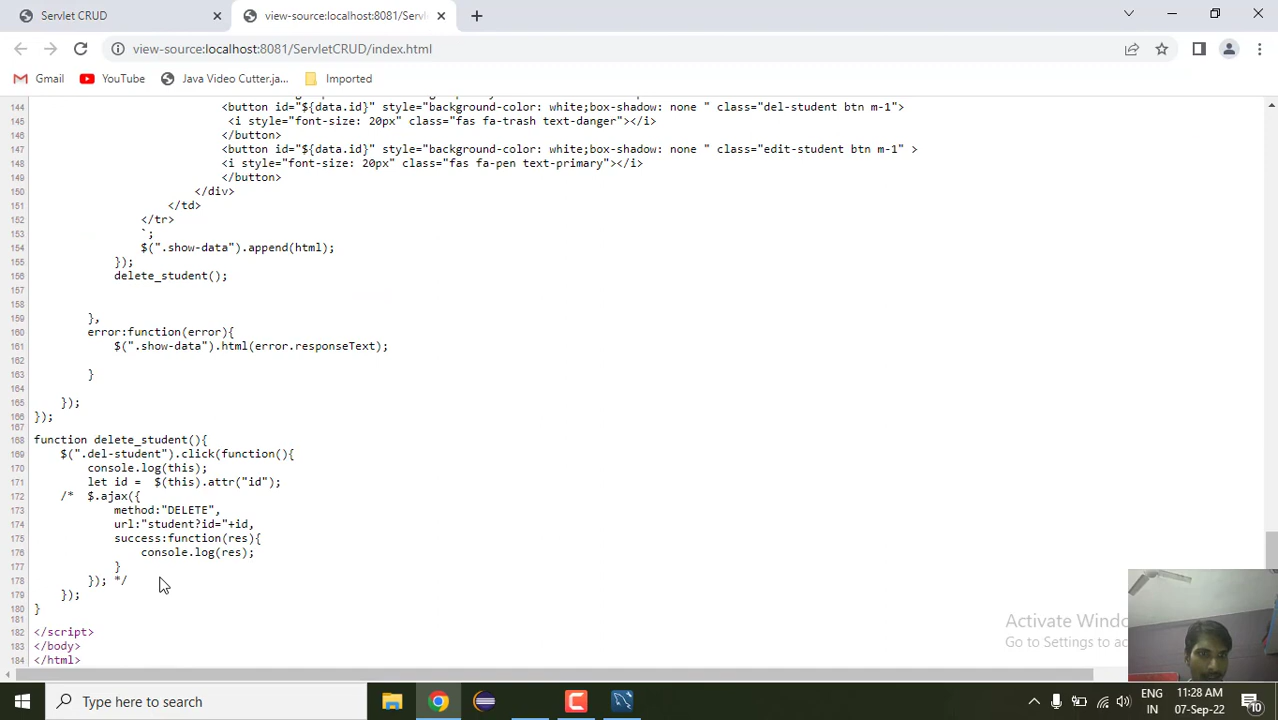 Servlet CRUD
view-source:localhost:8081/Servl
view-source:localhost:8081/ServletCRUD/index.html
Gmail
YouTube
Java Video Cutter.ja...
Imported
144 <button id="${data.id}" style="background-color: white;box-shadow: none " class="del-student btn m-1">
145 <i style="font-size: 20px" class="fas fa-trash text-danger"></i>
146 </button>
147 <button id="${data.id}" style="background-color: white;box-shadow: none " class="edit-student btn m-1" >
148 <i style="font-size: 20px" class="fas fa-pen text-primary"></i>
149 </button>
150 </div>
151 </td>
152 </tr>
153 `;
154 $(".show-data").append(html);
155 });
156 delete_student();
157
158
159 },
160 error:function(error){
161 $(".show-data").html(error.responseText);
162
163 }
164
165 });
166 });
167
168 function delete_student(){
169 $(".del-student").click(function(){
170 console.log(this);
171 let id = $(this).attr("id");
172 /* $.ajax({
173 method:"DELETE",
174 url:"student?id="+id,
175 success:function(res){
176 console.log(res);
177 }
178 }); */
179 });
180 }
181
182 </script>
183 </body>
184 </html>
Activate Windo
Go to Settings to ac
Type here to search
ENG
IN
11:28 AM
07-Sep-22
10